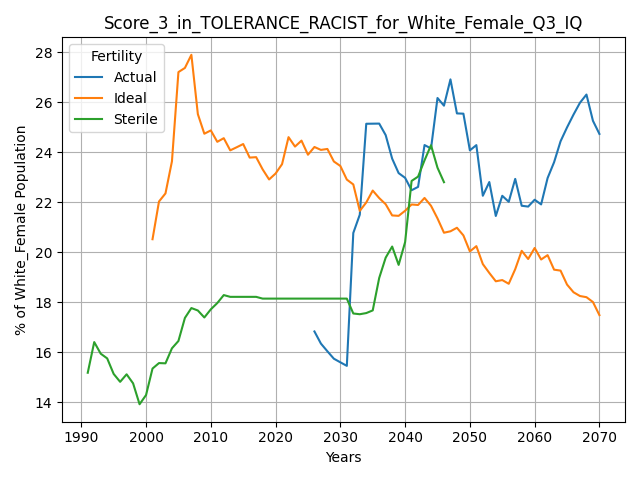 Score_3_in_TOLERANCE_RACIST_for_White_Female_Q3_IQ
Fertility
Actual
Ideal
Sterile
% of White_Female Population
28
26
24
22
20
18
16
14
1990 2000 2010 2020 2030 2040 2050 2060 2070
Years